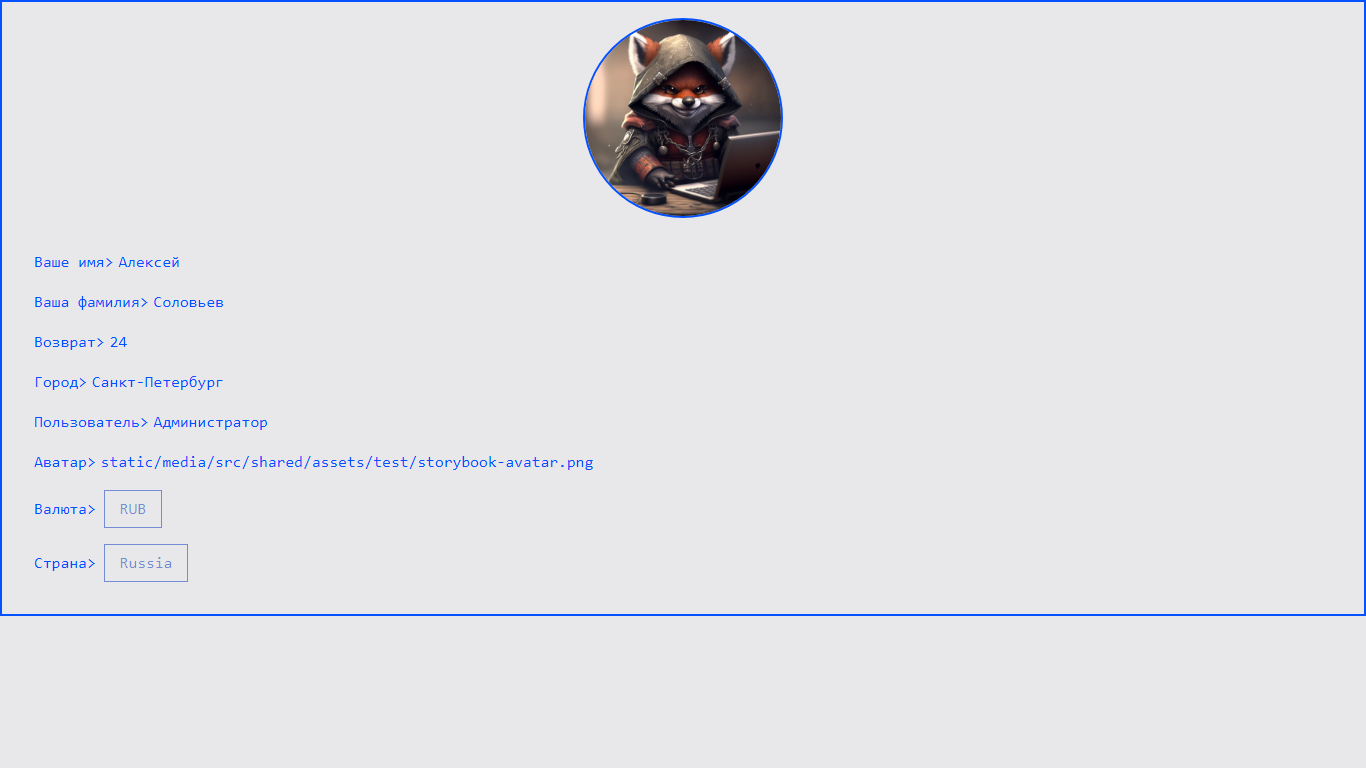 Ваше имя> Алексей
Ваша фамилия> Соловьев
Возврат> 24
Город> Санкт-Петербург
Пользователь> Администратор
Аватар> static/media/src/shared/assets/test/storybook-avatar.png
Валюта> RUB
Страна> Russia